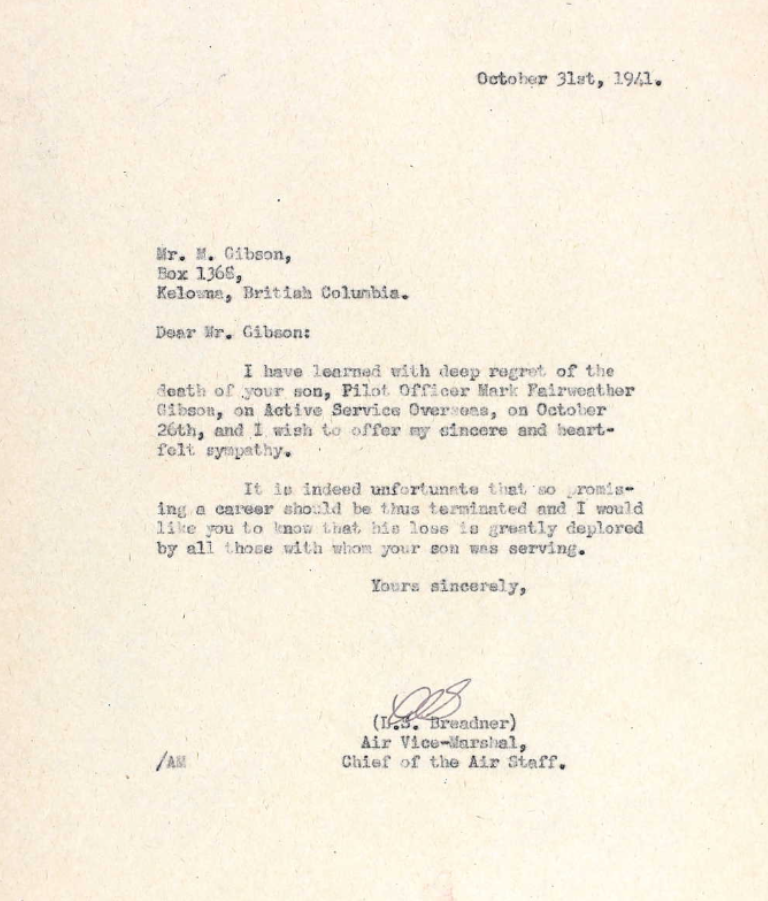 October 31st, 1941.
Mr. M. Gibson,
Box 1368,
Kelowna, British Columbia.
Dear Mr. Gibson:
I have learned with deep regret of the
death of your son, Pilot Officer Mark Fairweather
Gibson, on Active Service Overseas, on October
26th, and I wish to offer my sincere and heart-
felt sympathy.
It is indeed unfortunate that so promis-
ing a career should be thus terminated and I would
like you to know that his loss is greatly deplored
by all those with whom your son was serving.
Yours sincerely,
(L.S. Breadner)
Air Vice-Marshal,
/AM Chief of the Air Staff.